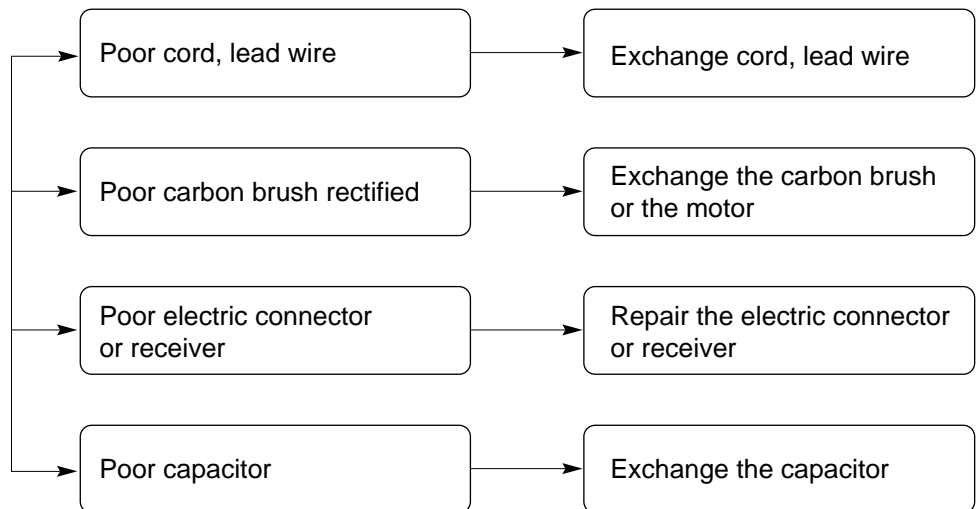 Poor cord, lead wire
Exchange cord, lead wire
Poor carbon brush rectified
Exchange the carbon brush
or the motor
Poor electric connector
or receiver
Repair the electric connector
or receiver
Poor capacitor
Exchange the capacitor